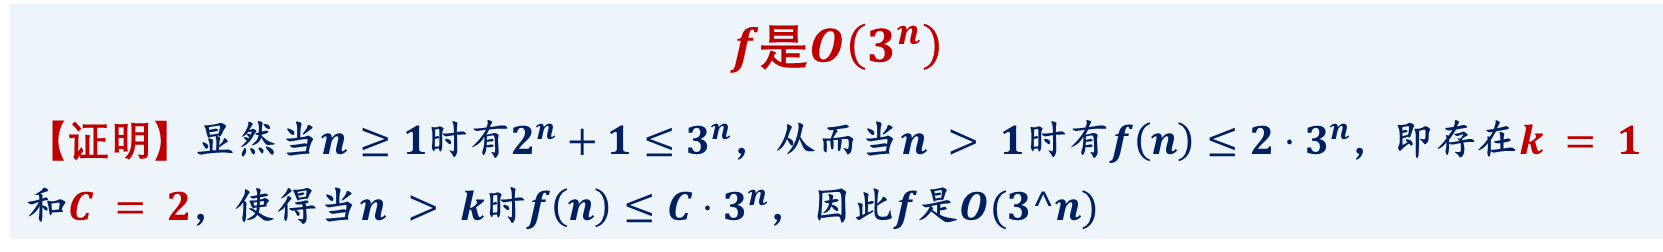 f是O(3ⁿ)
【证明】显然当n ≥ 1时有2ⁿ + 1 ≤ 3ⁿ，从而当n > 1时有f(n) ≤ 2 · 3ⁿ，即存在k = 1
和C = 2，使得当n > k时f(n) ≤ C · 3ⁿ，因此f是O(3^n)